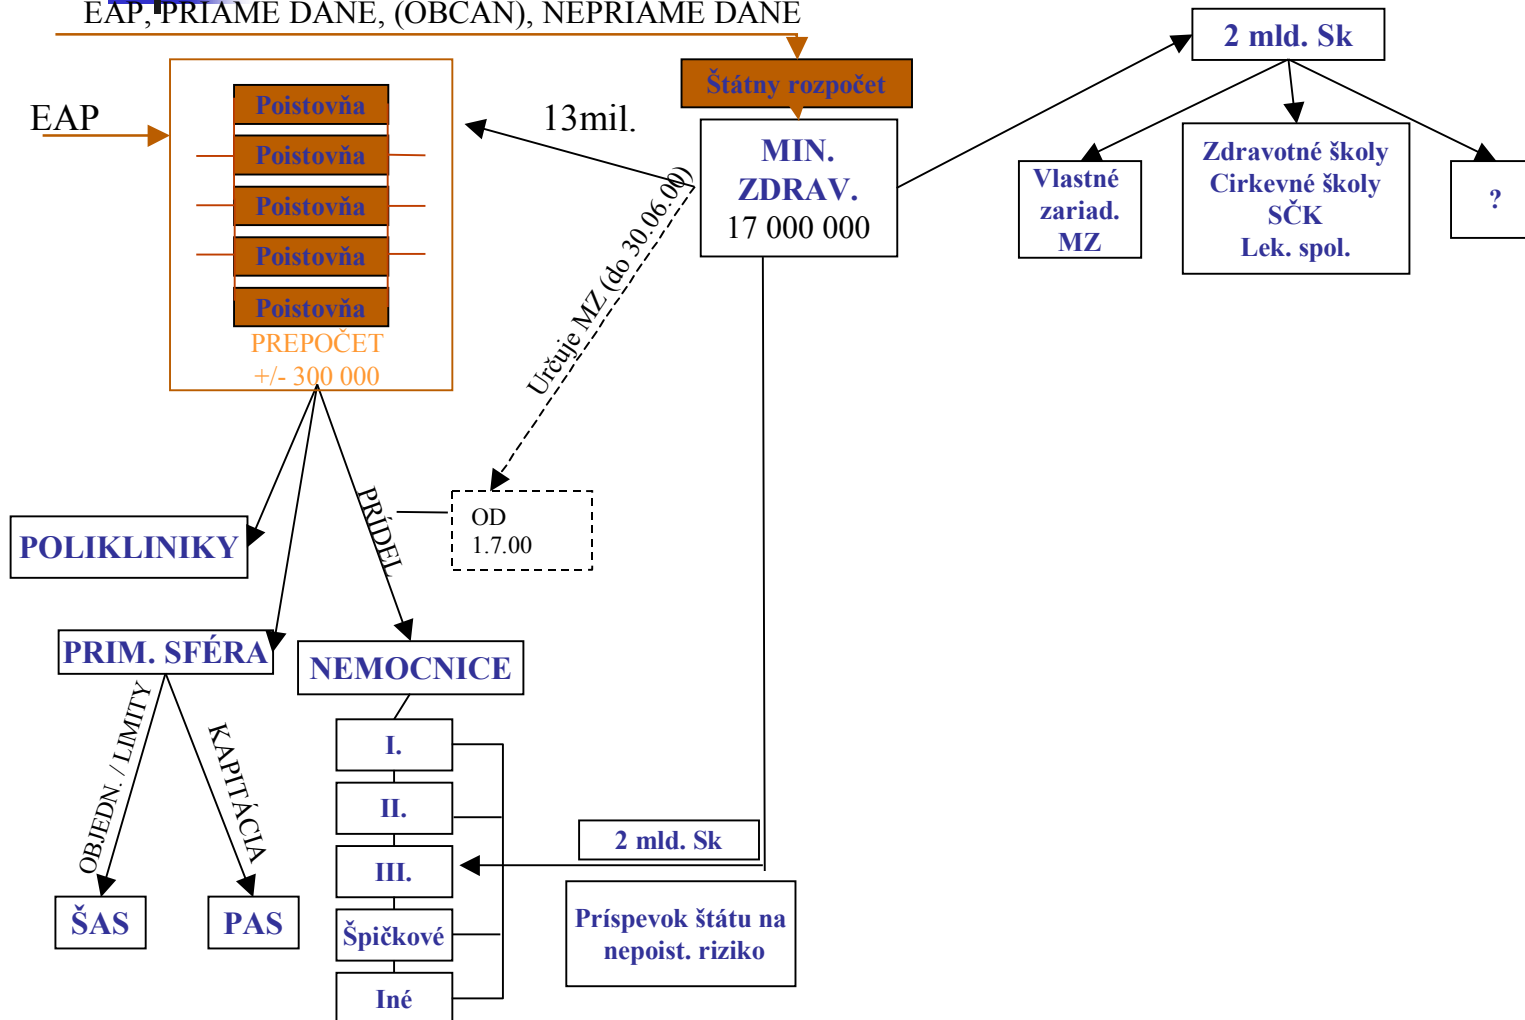 EAP, PRIAME DANE, (OBČAN), NEPRIAME DANE
2 mld. Sk
Štátny rozpočet
EAP
Poistovňa
Poistovňa
Poistovňa
Poistovňa
Poistovňa
PREPOČET
+/- 300 000
13mil.
MIN.
ZDRAV.
17 000 000
Vlastné
zariad.
MZ
Zdravotné školy
Cirkevné školy
SČK
Lek. spol.
?
Určuje MZ (do 30.06.00)
PRÍDEL
OD
1.7.00
POLIKLINIKY
PRIM. SFÉRA
NEMOCNICE
OBJEDN. / LIMITY
KAPITÁCIA
I.
II.
III.
Špičkové
Iné
2 mld. Sk
Príspevok štátu na
nepoist. riziko
ŠAS
PAS